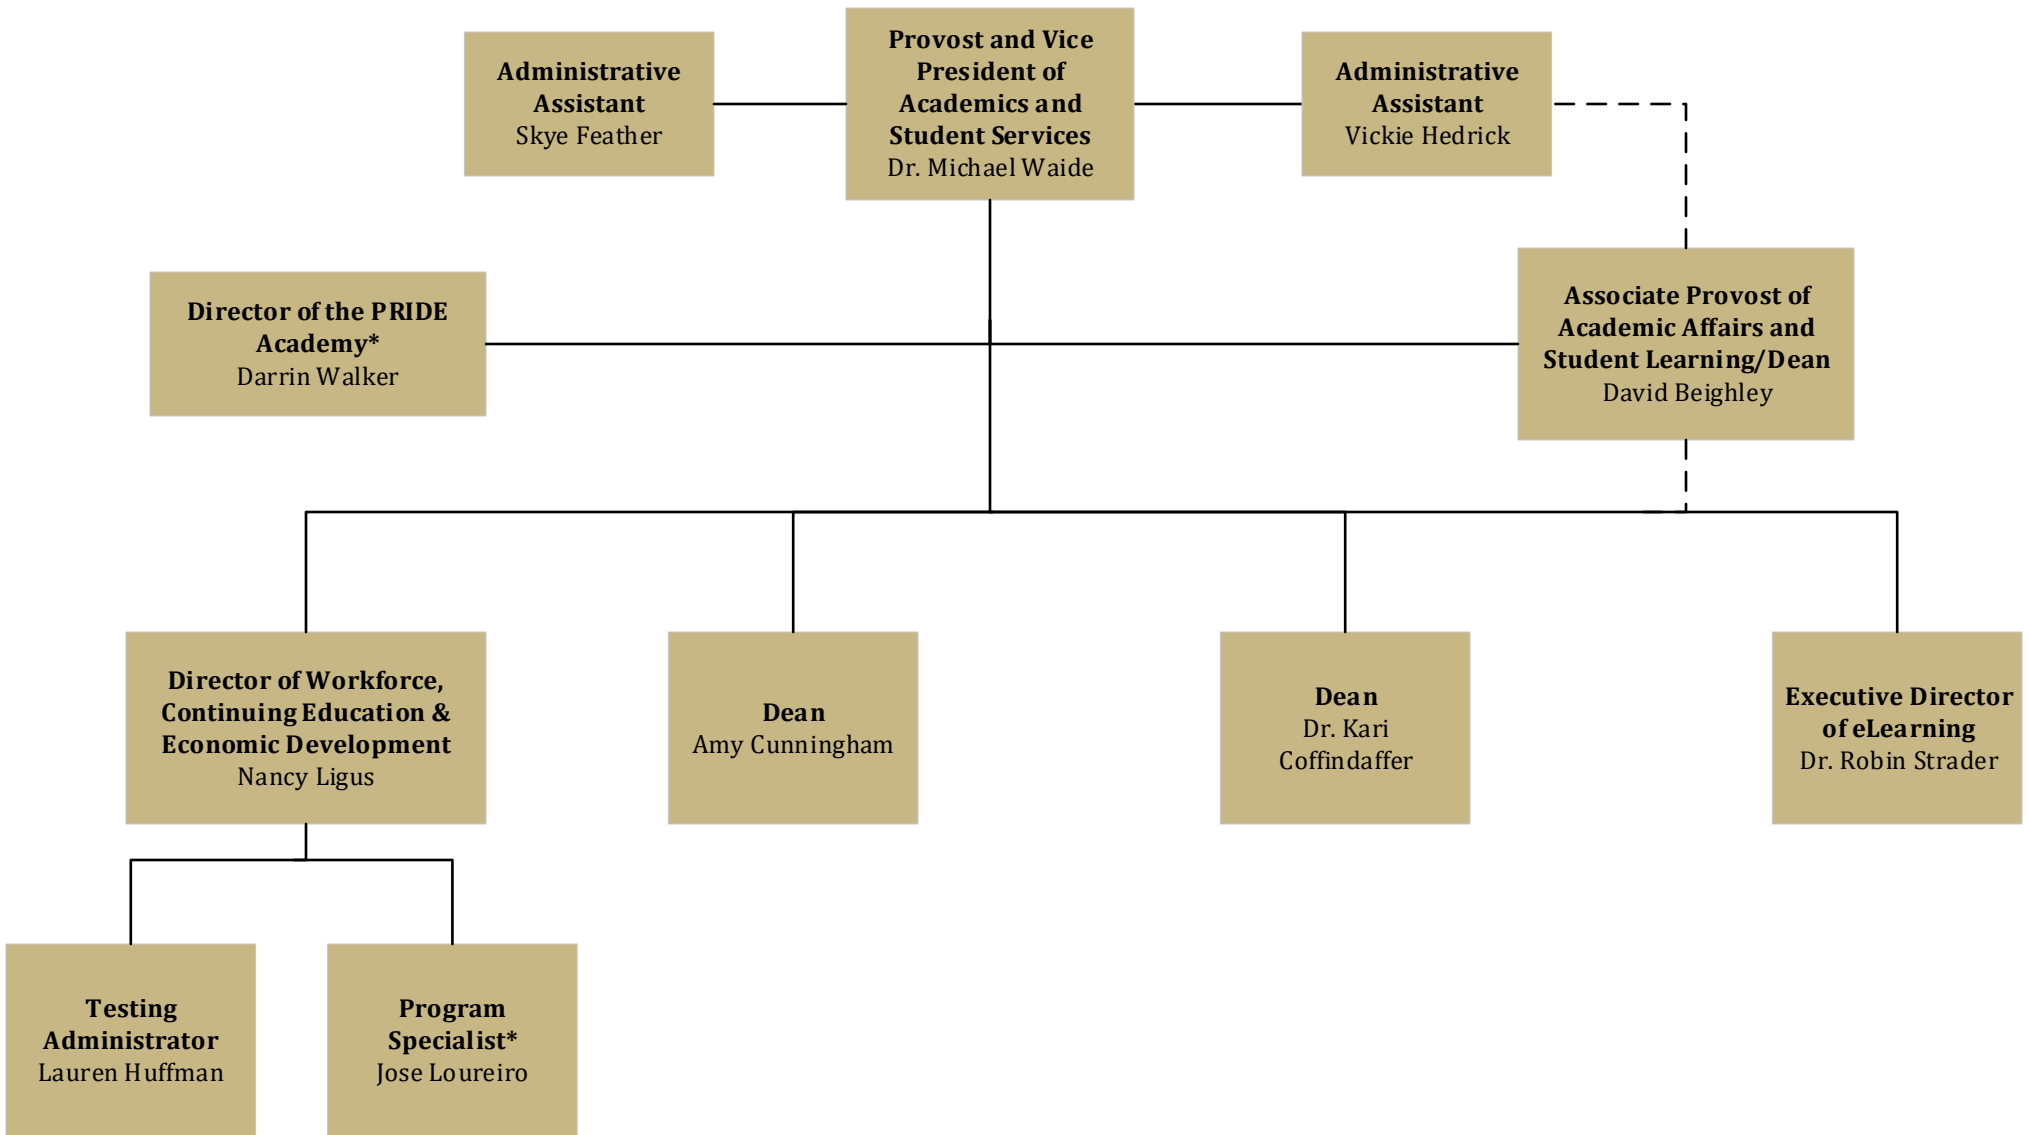 Administrative
Assistant
Skye Feather
Provost and Vice
President of
Academics and
Student Services
Dr. Michael Waide
Administrative
Assistant
Vickie Hedrick
Director of the PRIDE
Academy*
Darrin Walker
Associate Provost of
Academic Affairs and
Student Learning/Dean
David Beighley
Director of Workforce,
Continuing Education &
Economic Development
Nancy Ligus
Dean
Amy Cunningham
Dean
Dr. Kari
Coffindaffer
Executive Director
of eLearning
Dr. Robin Strader
Testing
Administrator
Lauren Huffman
Program
Specialist*
Jose Loureiro